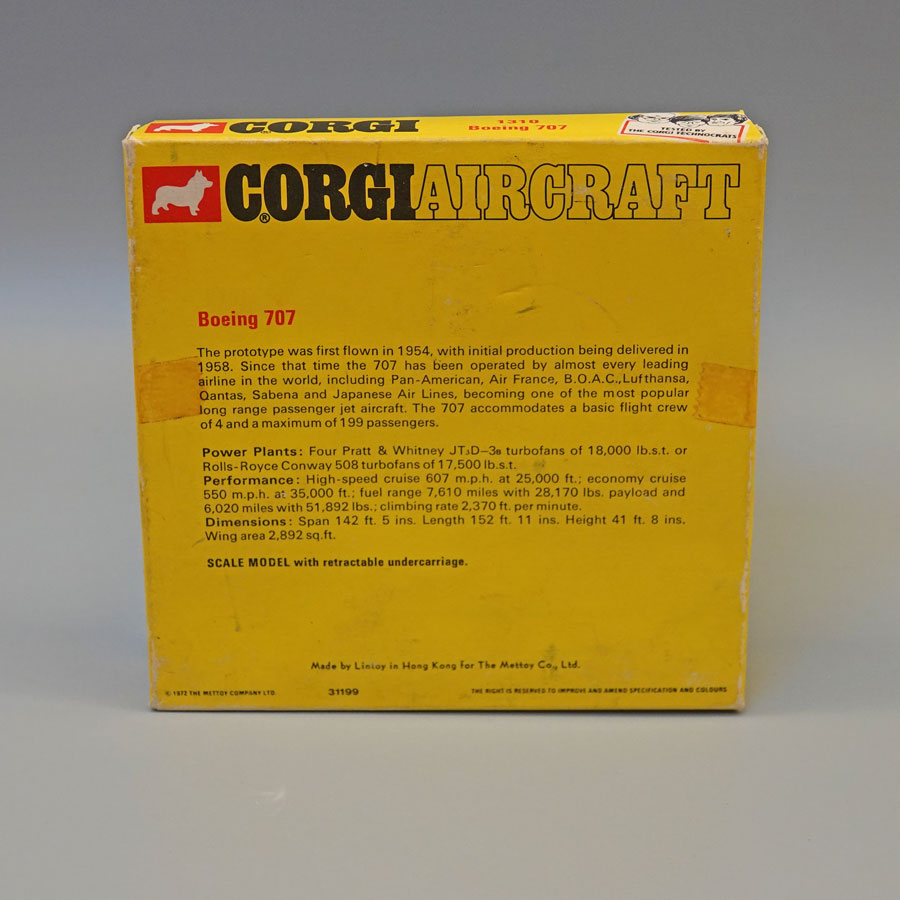 CORGI
1310
Boeing 707
TESTED BY
THE CORGI TECHNOCRATS
CORGI AIRCRAFT
®
Boeing 707
The prototype was first flown in 1954, with initial production being delivered in
1958. Since that time the 707 has been operated by almost every leading
airline in the world, including Pan-American, Air France, B.O.A.C., Lufthansa,
Qantas, Sabena and Japanese Air Lines, becoming one of the most popular
long range passenger jet aircraft. The 707 accommodates a basic flight crew
of 4 and a maximum of 199 passengers.
Power Plants: Four Pratt & Whitney JT3D-3B turbofans of 18,000 lb.s.t. or
Rolls-Royce Conway 508 turbofans of 17,500 lb.s.t.
Performance: High-speed cruise 607 m.p.h. at 25,000 ft.; economy cruise
550 m.p.h. at 35,000 ft.; fuel range 7,610 miles with 28,170 lbs. payload and
6,020 miles with 51,892 lbs.; climbing rate 2,370 ft. per minute.
Dimensions: Span 142 ft. 5 ins. Length 152 ft. 11 ins. Height 41 ft. 8 ins.
Wing area 2,892 sq.ft.
SCALE MODEL with retractable undercarriage.
Made by Lintoy in Hong Kong for The Mettoy Co., Ltd.
© 1972 THE METTOY COMPANY LTD. 31199 THE RIGHT IS RESERVED TO IMPROVE AND AMEND SPECIFICATION AND COLOURS